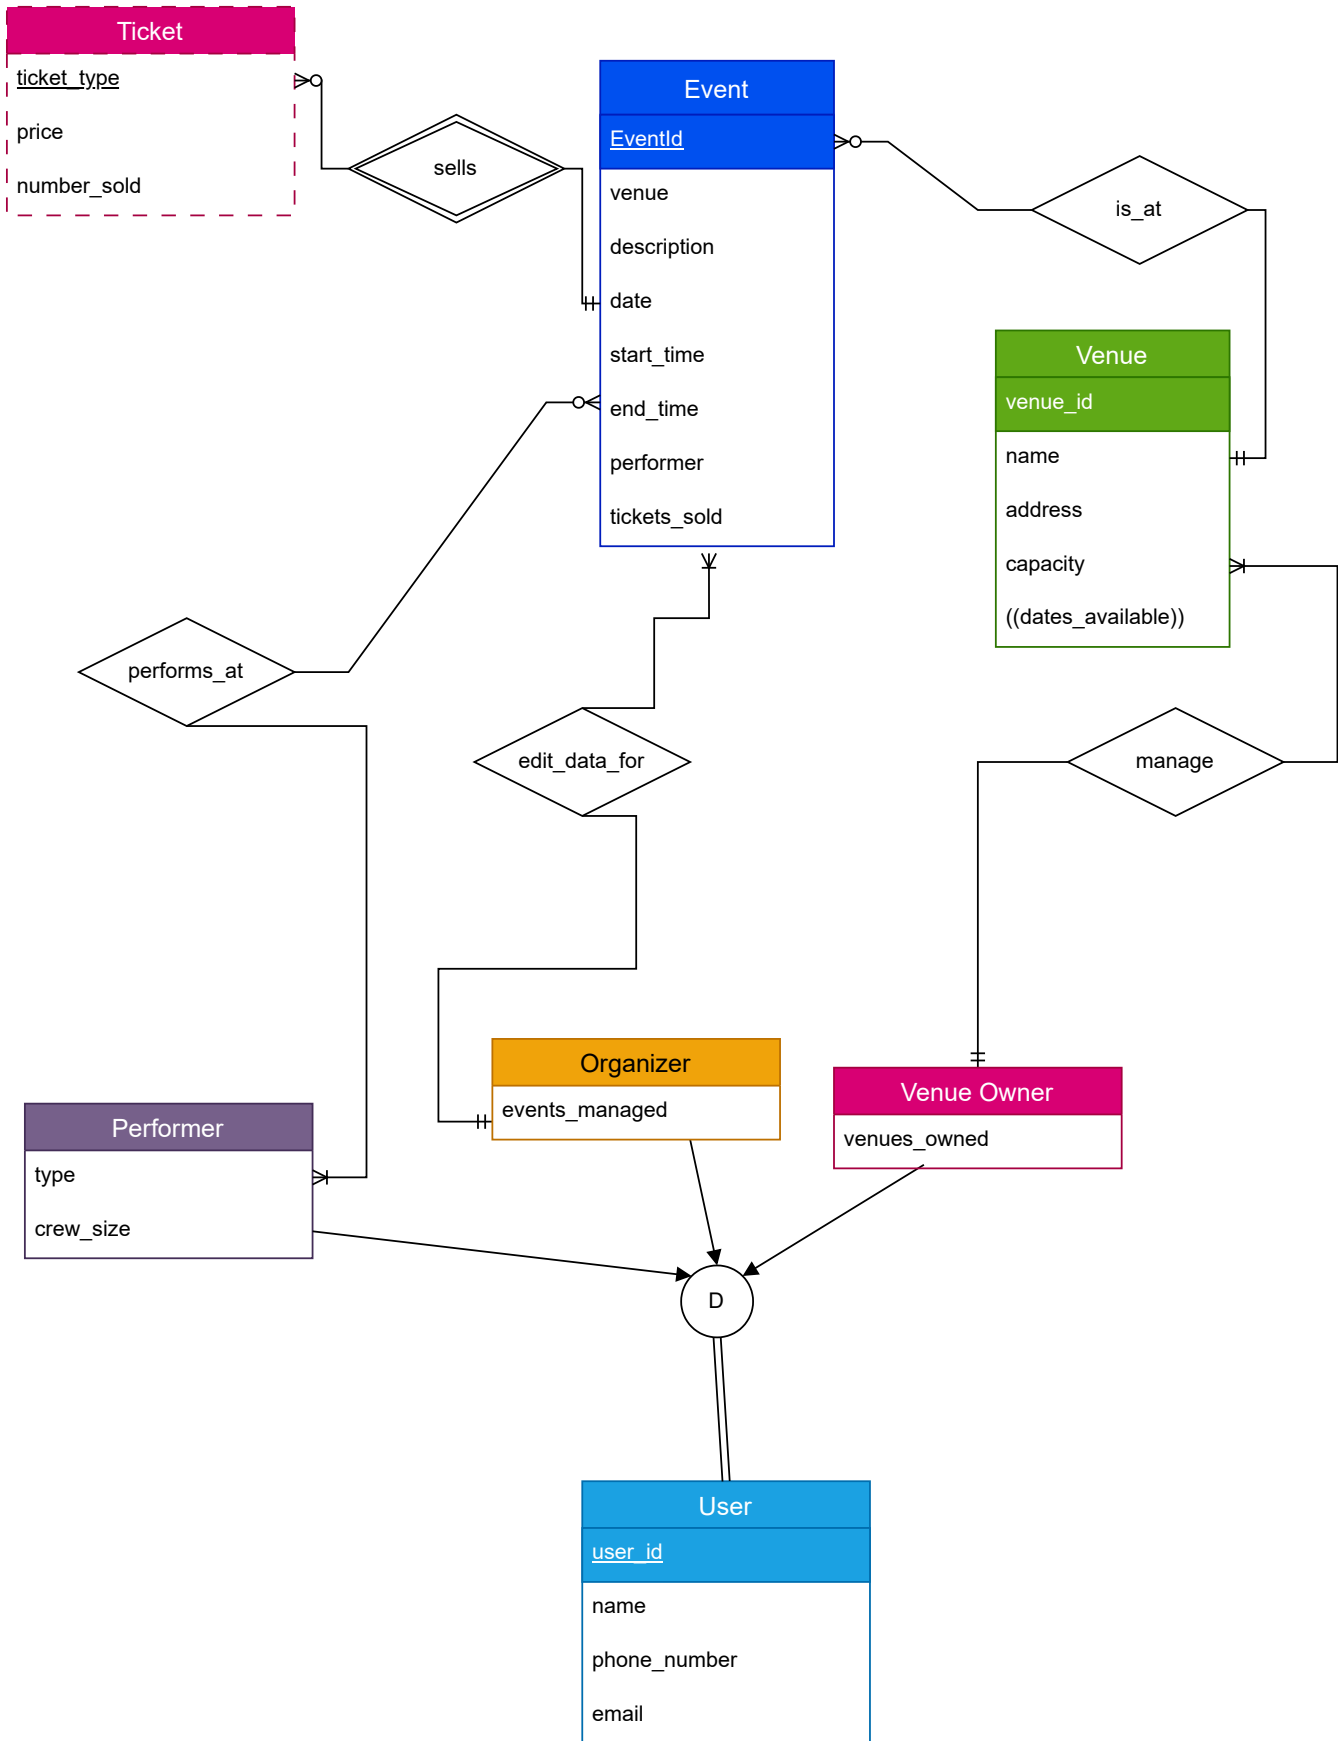 Ticket
ticket_type
price
number_sold
sells
Event
EventId
venue
description
date
start_time
end_time
performer
tickets_sold
is_at
Venue
venue_id
name
address
capacity
((dates_available))
performs_at
edit_data_for
manage
Performer
type
crew_size
Organizer
events_managed
Venue Owner
venues_owned
D
User
user_id
name
phone_number
email